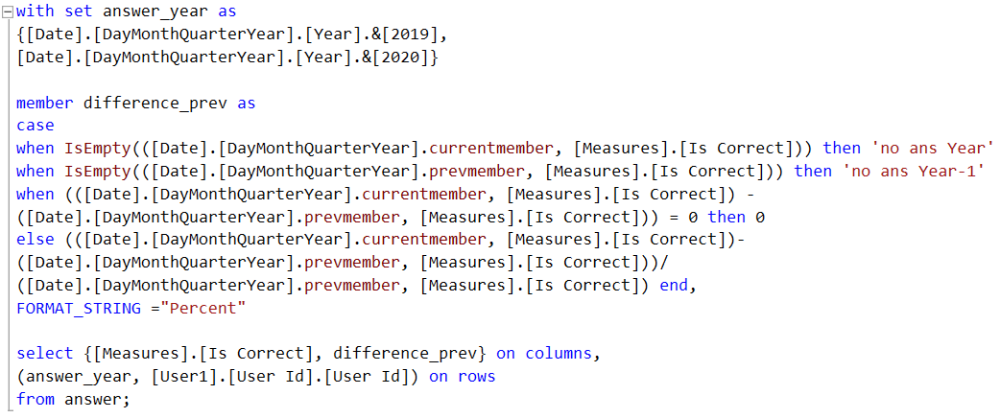 with set answer_year as
{[Date].[DayMonthQuarterYear].[Year].&[2019],
[Date].[DayMonthQuarterYear].[Year].&[2020]}
member difference_prev as
case
when IsEmpty(([Date].[DayMonthQuarterYear].currentmember, [Measures].[Is Correct])) then 'no ans Year'
when IsEmpty(([Date].[DayMonthQuarterYear].prevmember, [Measures].[Is Correct])) then 'no ans Year-1'
when (([Date].[DayMonthQuarterYear].currentmember, [Measures].[Is Correct]) -
([Date].[DayMonthQuarterYear].prevmember, [Measures].[Is Correct])) = 0 then 0
else (([Date].[DayMonthQuarterYear].currentmember, [Measures].[Is Correct])-
([Date].[DayMonthQuarterYear].prevmember, [Measures].[Is Correct]))/
([Date].[DayMonthQuarterYear].prevmember, [Measures].[Is Correct]) end,
FORMAT_STRING ="Percent"
select {[Measures].[Is Correct], difference_prev} on columns,
(answer_year, [User1].[User Id].[User Id]) on rows
from answer;